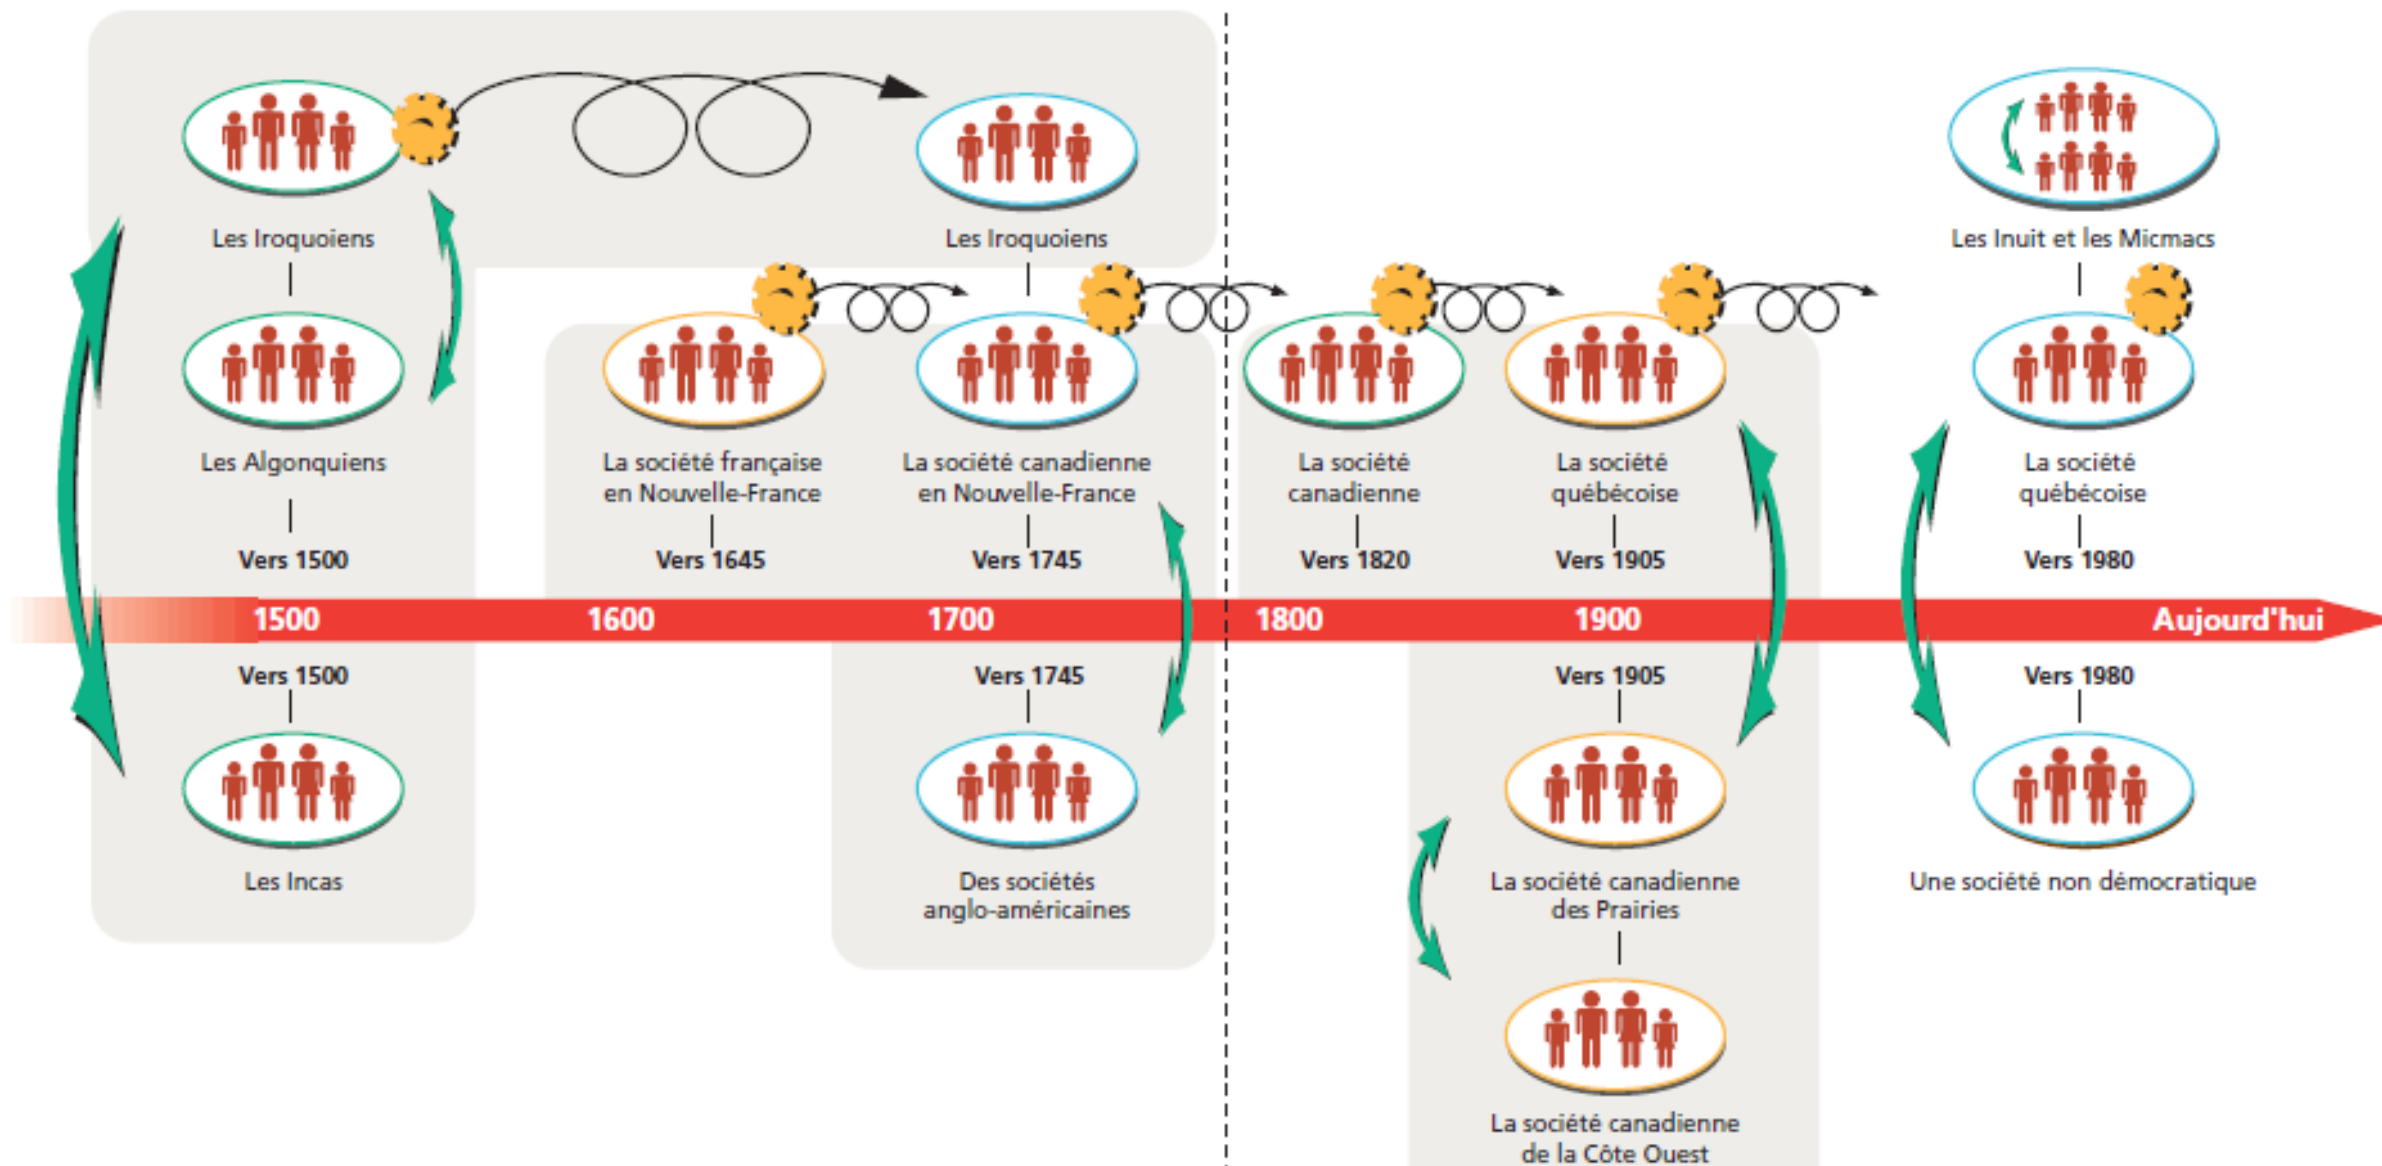 Les Iroquoiens
Les Iroquoiens
Les Inuit et les Micmacs
Les Algonquiens
La société française
en Nouvelle-France
La société canadienne
en Nouvelle-France
La société
canadienne
La société
québécoise
La société
québécoise
Vers 1500
Vers 1645
Vers 1745
Vers 1820
Vers 1905
Vers 1980
1500
1600
1700
1800
1900
Aujourd'hui
Vers 1500
Vers 1745
Vers 1905
Vers 1980
Les Incas
Des sociétés
anglo-américaines
La société canadienne
des Prairies
Une société non démocratique
La société canadienne
de la Côte Ouest